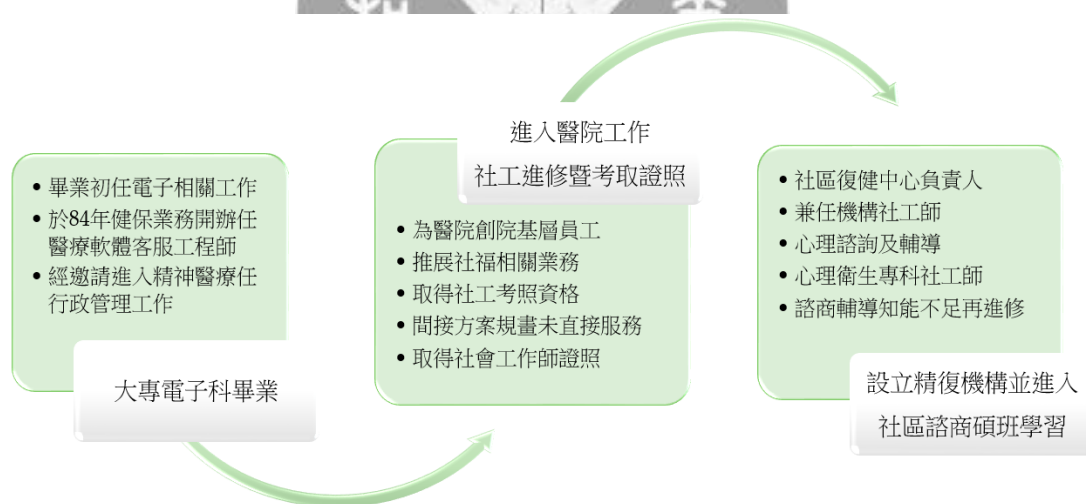 • 畢業初任電子相關工作
• 於84年健保業務開辦任
醫療軟體客服工程師
• 經邀請進入精神醫療任
行政管理工作
大專電子科畢業
進入醫院工作
社工進修暨考取證照
• 為醫院創院基層員工
• 推展社福相關業務
• 取得社工考照資格
• 間接方案規畫未直接服務
• 取得社會工作師證照
• 社區復健中心負責人
• 兼任機構社工師
• 心理諮詢及輔導
• 心理衛生專科社工師
• 諮商輔導知能不足再進修
設立精復機構並進入
社區諮商碩班學習